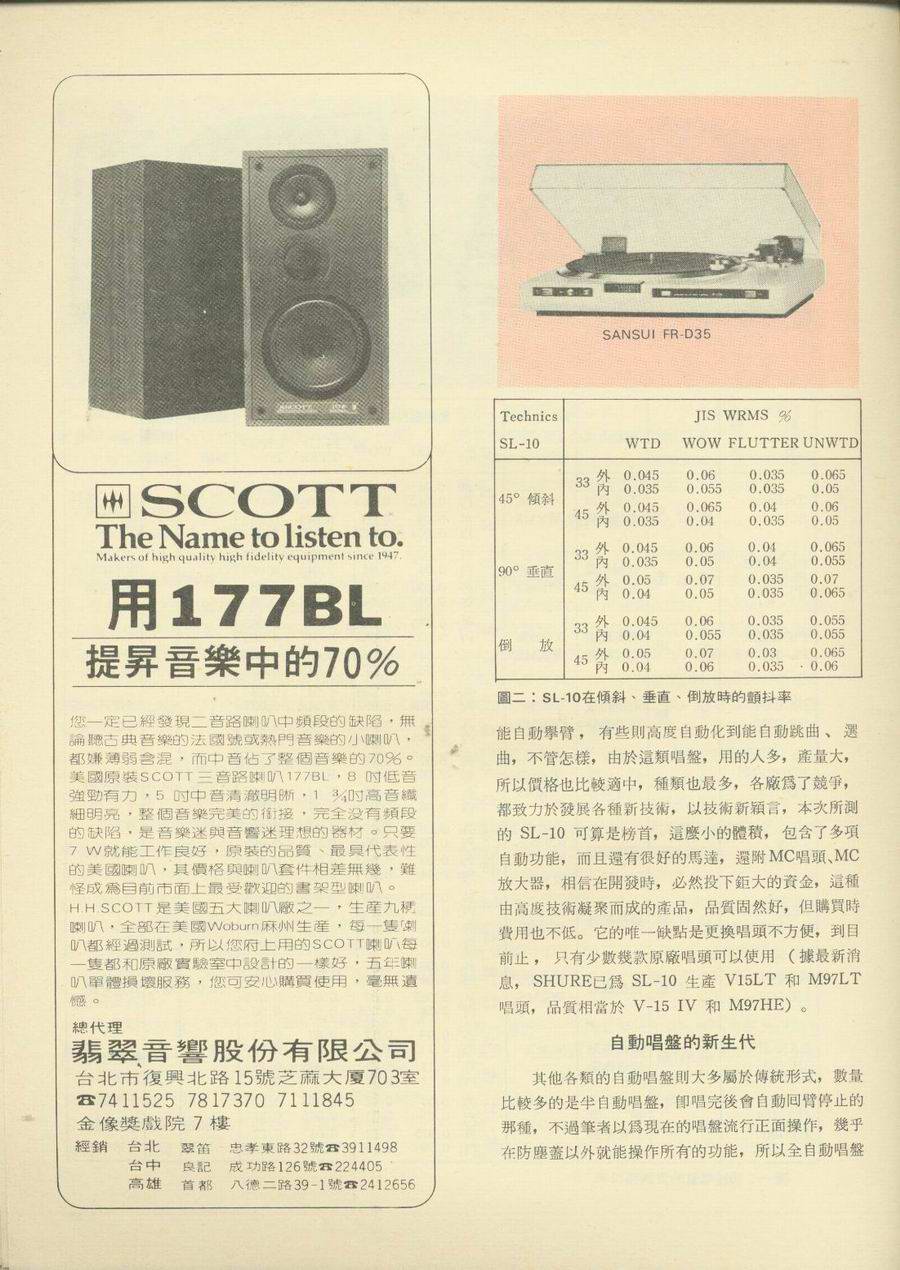 SCOTT
The Name to listen to.
Makers of high quality high fidelity equipment since 1947.
用177BL
提昇音樂中的70%
您一定已經發現二音路喇叭中頻段的缺陷，無
論聽古典音樂的法國號或熱門音樂的小喇叭，
都嫌薄弱含混，而中音佔了整個音樂的70%。
美國原裝SCOTT 三音路喇叭177BL，8 吋低音
強勁有力，5 吋中音清澈明晰，1 ¾吋高音纖
細明亮，整個音樂完美的銜接，完全没有頻段
的缺陷，是音樂迷與音響迷理想的器材。只要
7 W就能工作良好，原裝的品質、最具代表性
的美國喇叭，其價格與喇叭套件相差無幾，難
怪成為目前市面上最受歡迎的書架型喇叭。
H.H.SCOTT 是美國五大喇叭廠之一，生產九種
喇叭，全部在美國Woburn麻州生產，每一隻喇
叭都經過測試，所以您府上用的SCOTT喇叭每
一隻都和原廠實驗室中設計的一樣好，五年喇
叭單體損壞服務，您可安心購買使用，毫無遺
憾。
總代理
翡翠音響股份有限公司
台北市復興北路15號芝蔴大厦703室
☎7411525 7817370 7111845
金像獎戲院 7 樓
經銷 台北 翠笛 忠孝東路32號☎3911498
台中 良記 成功路126號☎224405
高雄 首都 八德二路39-1號☎2412656
SANSUI FR-D35
Technics SL-10 JIS WRMS %
WTD WOW FLUTTER UNWTD
45° 傾斜 33 外 0.045 0.06 0.035 0.065
內 0.035 0.055 0.035 0.05
45 外 0.045 0.065 0.04 0.06
內 0.035 0.04 0.035 0.05
90° 垂直 33 外 0.045 0.06 0.04 0.065
內 0.035 0.05 0.04 0.055
45 外 0.05 0.07 0.035 0.07
內 0.04 0.05 0.035 0.065
倒 放 33 外 0.045 0.06 0.035 0.055
內 0.04 0.055 0.035 0.055
45 外 0.05 0.07 0.03 0.065
內 0.04 0.06 0.035 0.06
圖二：SL-10在傾斜、垂直、倒放時的顫抖率
能自動學臂，有些則高度自動化到能自動跳曲、選
曲，不管怎樣，由於這類唱盤，用的人多，產量大，
所以價格也比較適中，種類也最多，各廠爲了競爭，
都致力於發展各種新技術，以技術新穎言，本次所測
的 SL-10 可算是榜首，這麼小的體積，包含了多項
自動功能，而且還有很好的馬達，還附MC唱頭、MC
放大器，相信在開發時，必然投下鉅大的資金，這種
由高度技術凝聚而成的產品，品質固然好，但購買時
費用也不低。它的唯一缺點是更換唱頭不方便，到目
前止，只有少數幾款原廠唱頭可以使用（據最新消
息，SHURE已爲 SL-10 生產 V15LT 和 M97LT
唱頭，品質相當於 V-15 IV 和 M97HE）。
自動唱盤的新生代
其他各類的自動唱盤則大多屬於傳統形式，數量
比較多的是半自動唱盤，卽唱完後會自動回臂停止的
那種，不過筆者以爲現在的唱盤流行正面操作，幾乎
在防塵蓋以外就能操作所有的功能，所以全自動唱盤